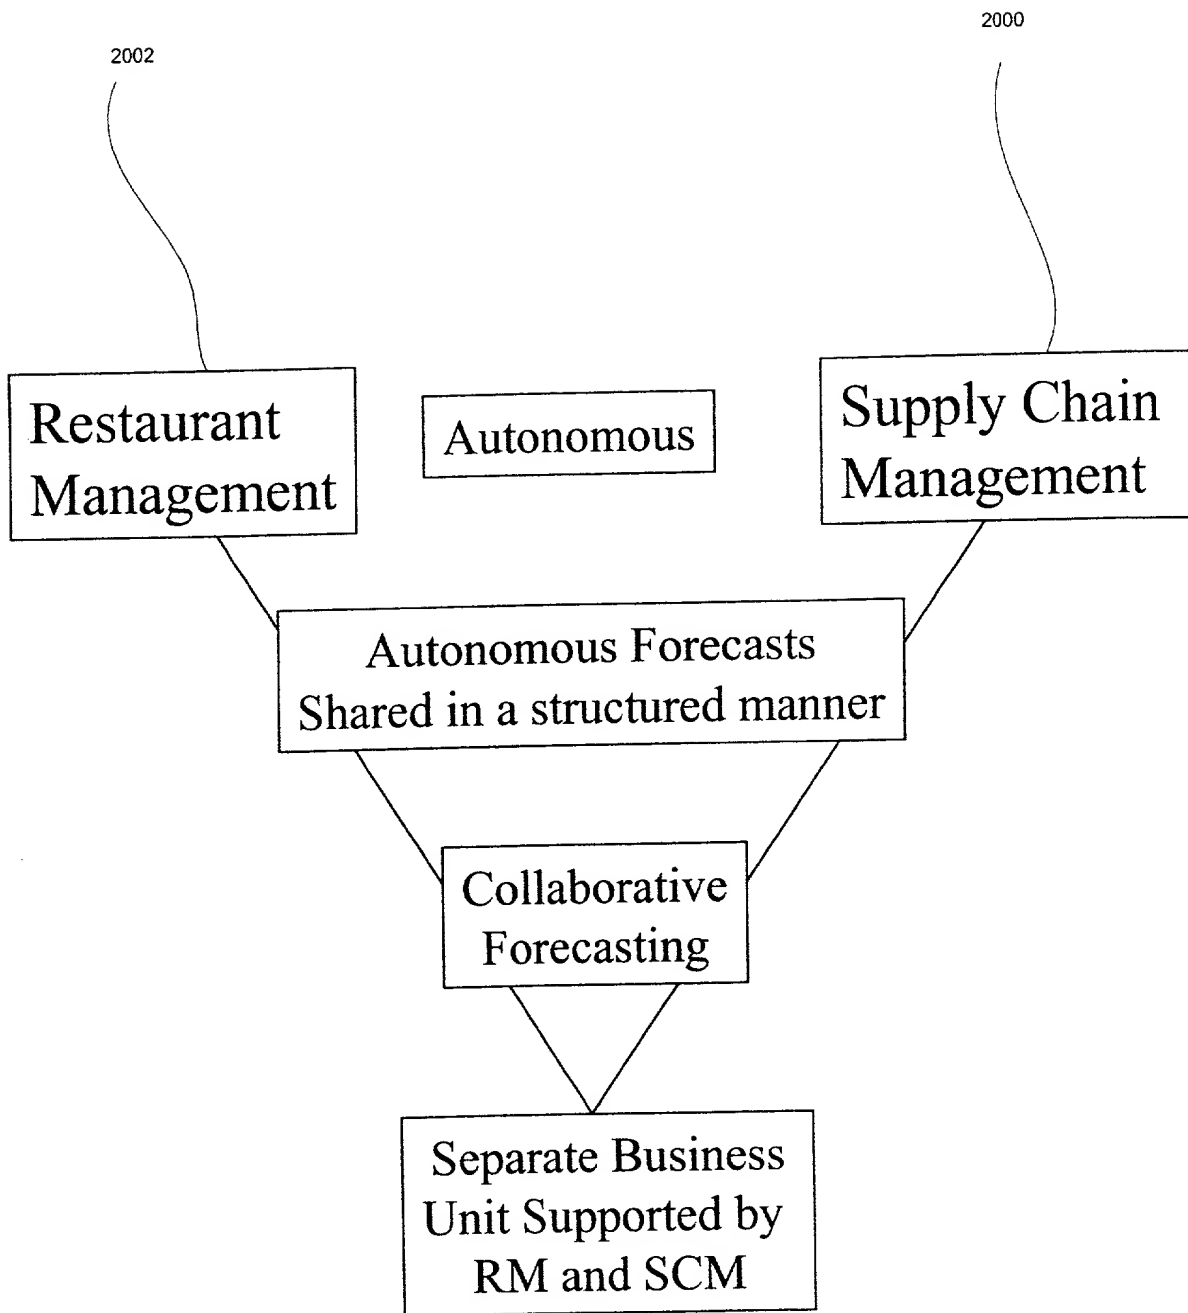 2002
2000
Restaurant
Management
Autonomous
Supply Chain
Management
Autonomous Forecasts
Shared in a structured manner
Collaborative
Forecasting
Separate Business
Unit Supported by
RM and SCM